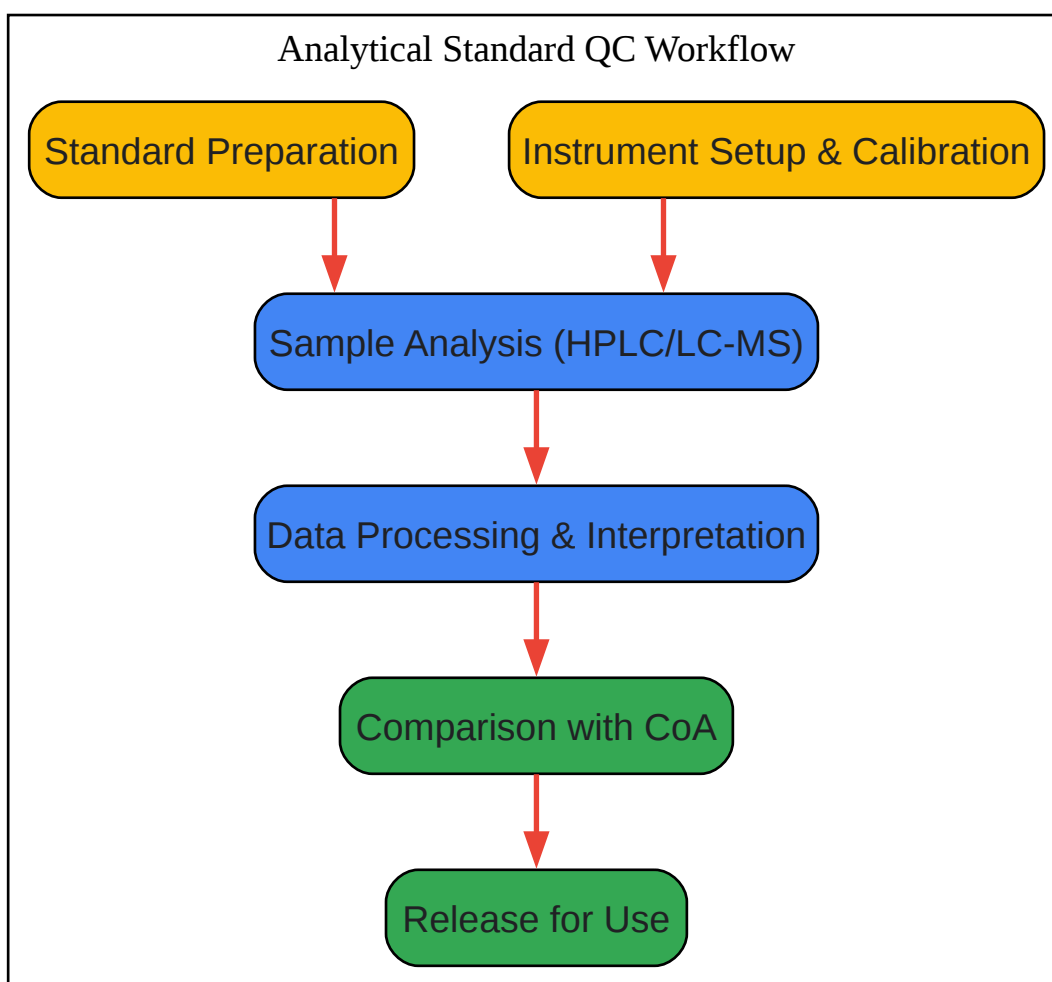 Analytical Standard QC Workflow
Standard Preparation
Instrument Setup & Calibration
Sample Analysis (HPLC/LC-MS)
Data Processing & Interpretation
Comparison with CoA
Release for Use